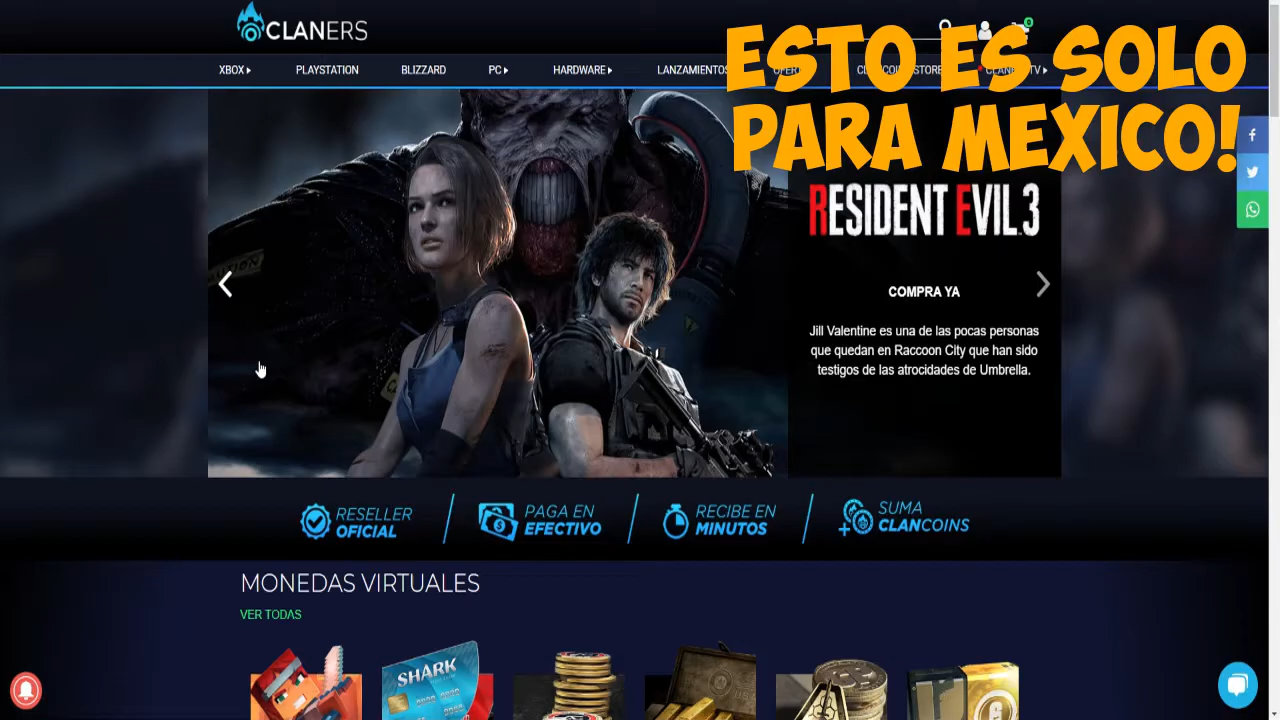 CLANERS
0
ESTO ES SOLO
PARA MEXICO!
XBOX
PLAYSTATION
BLIZZARD
PC
HARDWARE
LANZAMIENTOS
RESIDENT EVIL 3
COMPRA YA
Jill Valentine es una de las pocas personas
que quedan en Raccoon City que han sido
testigos de las atrocidades de Umbrella.
RESELLER
OFICIAL
PAGA EN
EFECTIVO
RECIBE EN
MINUTOS
SUMA
CLANCOINS
MONEDAS VIRTUALES
VER TODAS
SHARK